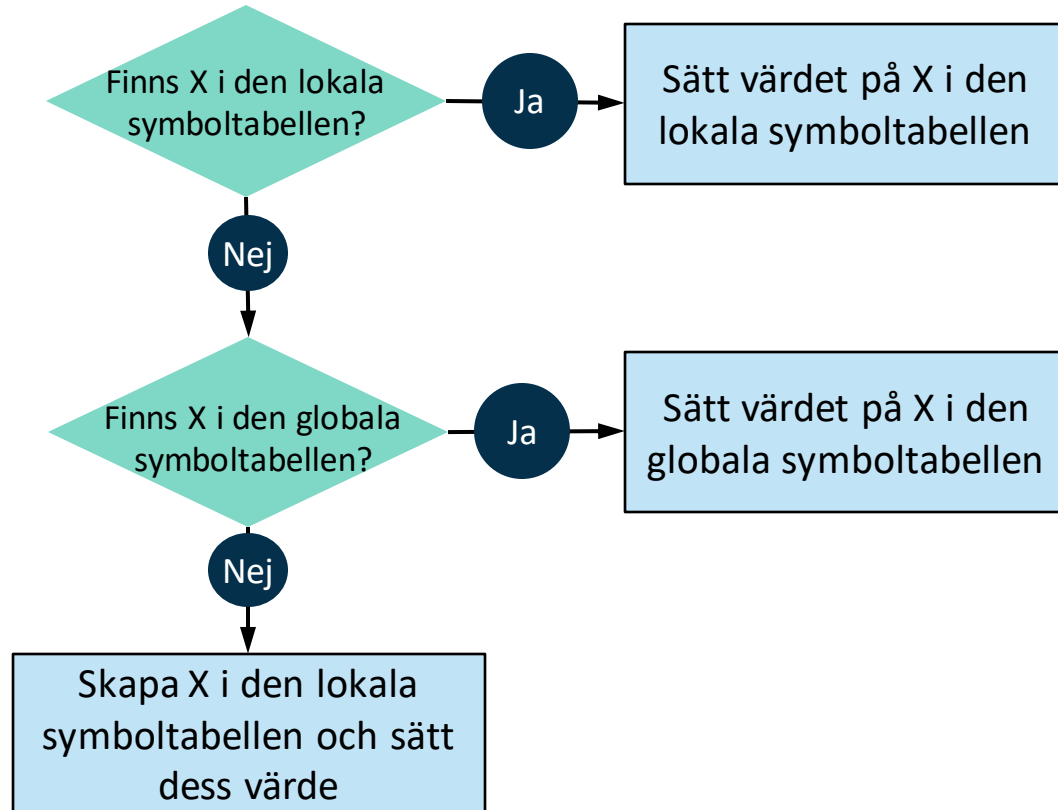 Finns X i den lokala
symboltabellen?
Ja
Sätt värdet på X i den
lokala symboltabellen
Nej
Finns X i den globala
symboltabellen?
Ja
Sätt värdet på X i den
globala symboltabellen
Nej
Skapa X i den lokala
symboltabellen och sätt
dess värde